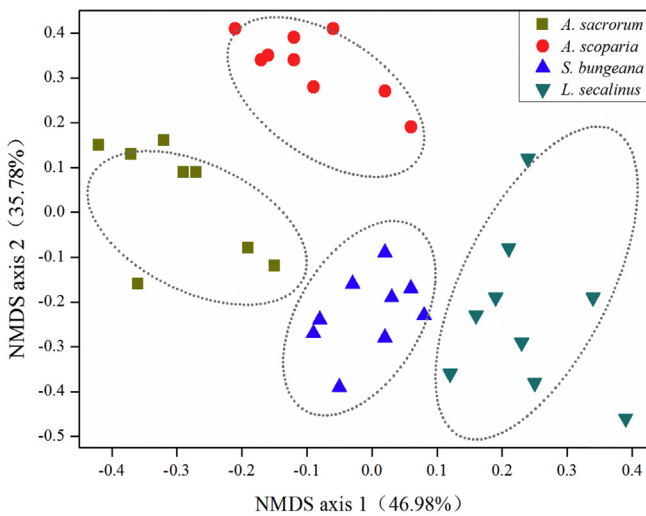 A. sacrorum
A. scoparia
S. bungeana
L. secalinus
0.4
0.3
0.2
0.1
0.0
-0.1
-0.2
-0.3
-0.4
-0.5
NMDS axis 2（35.78%）
-0.4 -0.3 -0.2 -0.1 0.0 0.1 0.2 0.3 0.4
NMDS axis 1（46.98%）